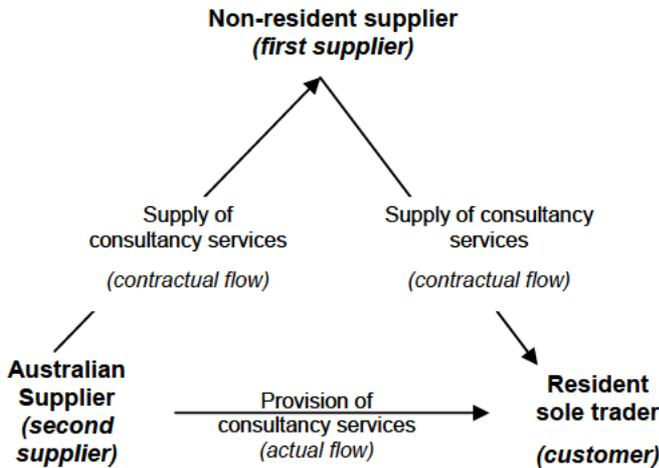 Non-resident supplier
(first supplier)
Supply of
consultancy services
(contractual flow)
Supply of consultancy
services
(contractual flow)
Australian
Supplier
(second
supplier)
Provision of
consultancy services
(actual flow)
Resident
sole trader
(customer)